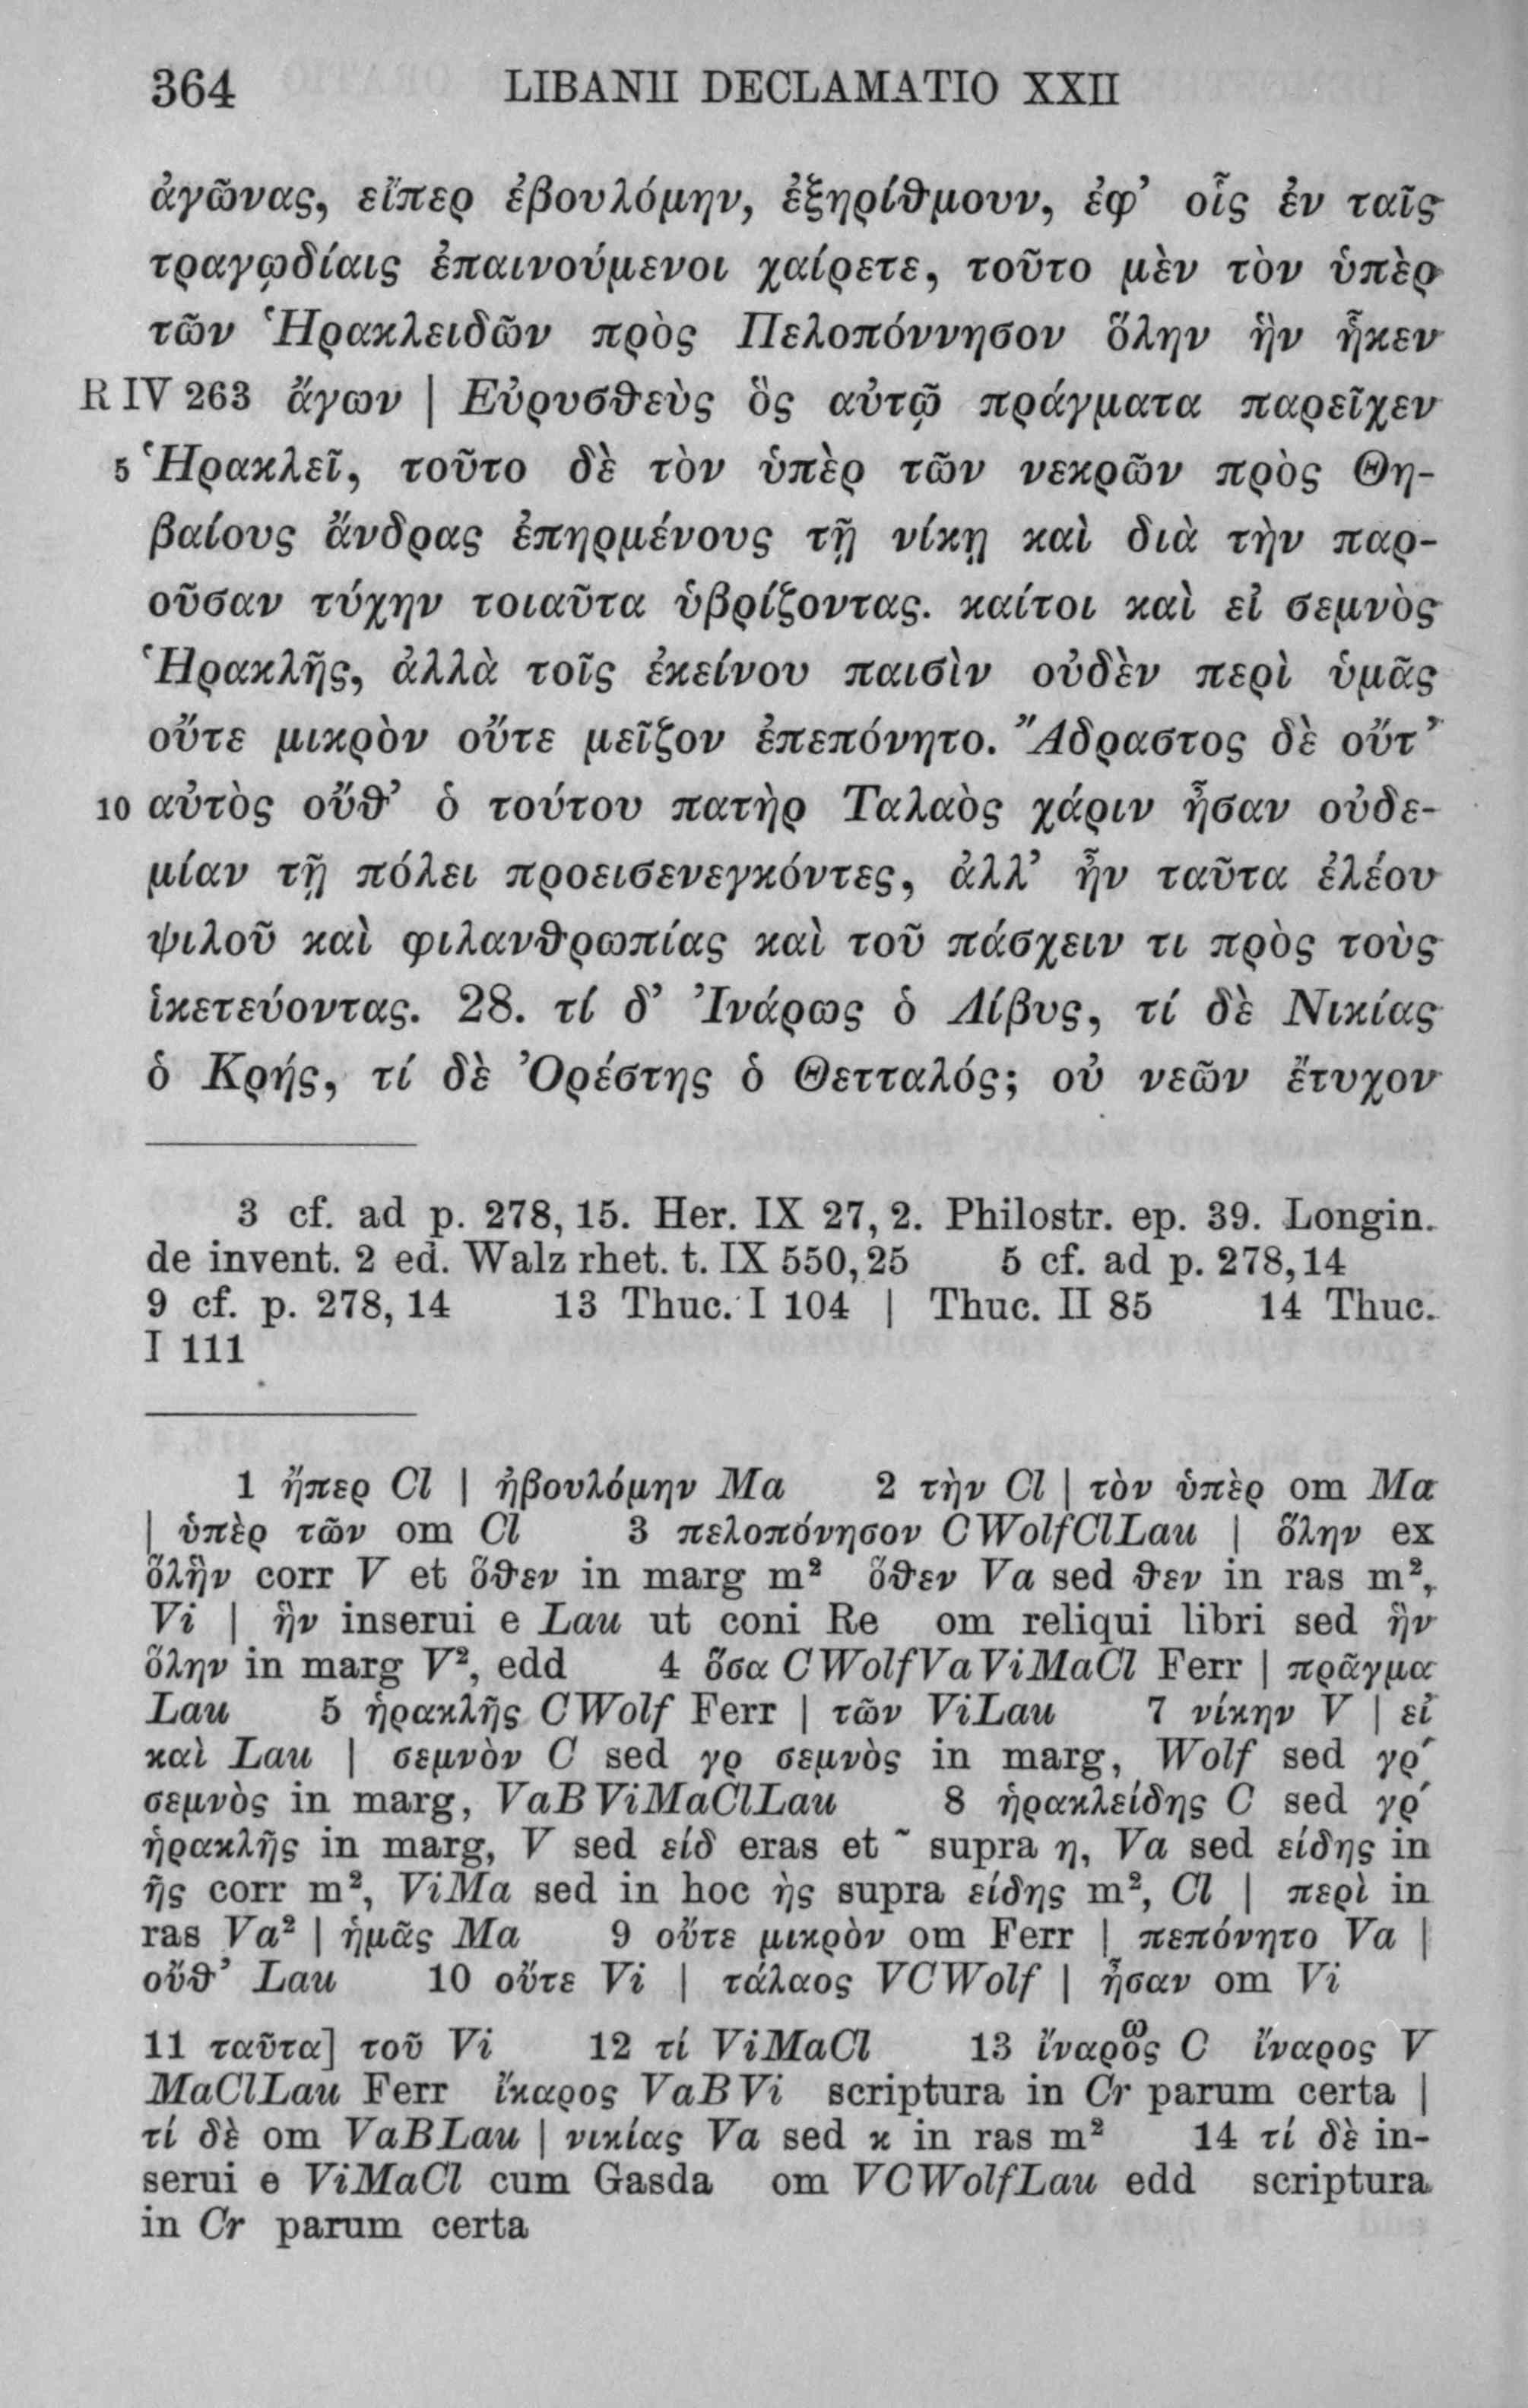 364 LIBANII DECLAMATIO XXII
ἀγῶνας, εἴπερ ἐβουλόμην, ἐξηρίθμουν, ἐφ’ οἷς ἐν ταῖς
τραγῳδίαις ἐπαινούμενοι χαίρετε, τοῦτο μὲν τὸν ὑπὲρ
τῶν Ἡρακλειδῶν πρὸς Πελοπόννησον ὅλην ἣν ἧκεν
R IV 263 ἄγων | Εὐρυσθεὺς ὃς αὐτῷ πράγματα παρεῖχεν
5 Ἡρακλεῖ, τοῦτο δὲ τὸν ὑπὲρ τῶν νεκρῶν πρὸς Θη-
βαίους ἄνδρας ἐπηρμένους τῇ νίκῃ καὶ διὰ τὴν παρ-
οῦσαν τύχην τοιαῦτα ὑβρίζοντας. καίτοι καὶ εἰ σεμνὸς
Ἡρακλῆς, ἀλλὰ τοῖς ἐκείνου παισὶν οὐδὲν περὶ ὑμᾶς
οὔτε μικρὸν οὔτε μεῖζον ἐπεπόνητο. Ἄδραστος δὲ οὔτ’
10 αὐτὸς οὔθ’ ὁ τούτου πατὴρ Ταλαὸς χάριν ἦσαν οὐδε-
μίαν τῇ πόλει προεισενεγκόντες, ἀλλ’ ἦν ταῦτα ἐλέου
ψιλοῦ καὶ φιλανθρωπίας καὶ τοῦ πάσχειν τι πρὸς τοὺς
ἱκετεύοντας. 28. τί δ’ Ἰνάρως ὁ Λίβυς, τί δὲ Νικίας
ὁ Κρής, τί δὲ Ὀρέστης ὁ Θετταλός; οὐ νεῶν ἔτυχον
3 cf. ad p. 278, 15. Her. IX 27, 2. Philostr. ep. 39. Longin.
de invent. 2 ed. Walz rhet. t. IX 550, 25 5 cf. ad p. 278, 14
9 cf. p. 278, 14 13 Thuc. I 104 | Thuc. II 85 14 Thuc.
I 111
1 ἤπερ Cl | ἠβουλόμην Ma 2 τὴν Cl | τὸν ὑπὲρ om Ma
| ὑπὲρ τῶν om Cl 3 πελοπόνησον CWolfClLau | ὅλην ex
ὅλἣν corr V et ὅθεν in marg m² ὅθεν Va sed θεν in ras m²,
Vi | ἣν inserui e Lau ut coni Re om reliqui libri sed ἣν
ὅλην in marg V², edd 4 ὅσα CWolfVaViMaCl Ferr | πρᾶγμα
Lau 5 ἡρακλῆς CWolf Ferr | τῶν ViLau 7 νίκην V | εἰ
καὶ Lau | σεμνὸν C sed γρ σεμνὸς in marg, Wolf sed γρ´
σεμνὸς in marg, VaBViMaClLau 8 ἡρακλείδης C sed γρ´
ἡρακλῆς in marg, V sed είδ eras et ῀ supra η, Va sed είδης in
ῆς corr m², ViMa sed in hoc ὴς supra είδης m², Cl | περὶ in
ras Va² | ἡμᾶς Ma 9 οὔτε μικρὸν om Ferr | πεπόνητο Va |
οὔθ’ Lau 10 οὔτε Vi | τάλαος VCWolf | ἦσαν om Vi
11 ταῦτα] τοῦ Vi 12 τί ViMaCl 13 ἴναρο͂ς C ἴναρος V
MaClLau Ferr ἴκαρος VaBVi scriptura in Cr parum certa |
τί δὲ om VaBLau | νικίας Va sed κ in ras m² 14 τί δὲ in-
serui e ViMaCl cum Gasda om VCWolfLau edd scriptura
in Cr parum certa